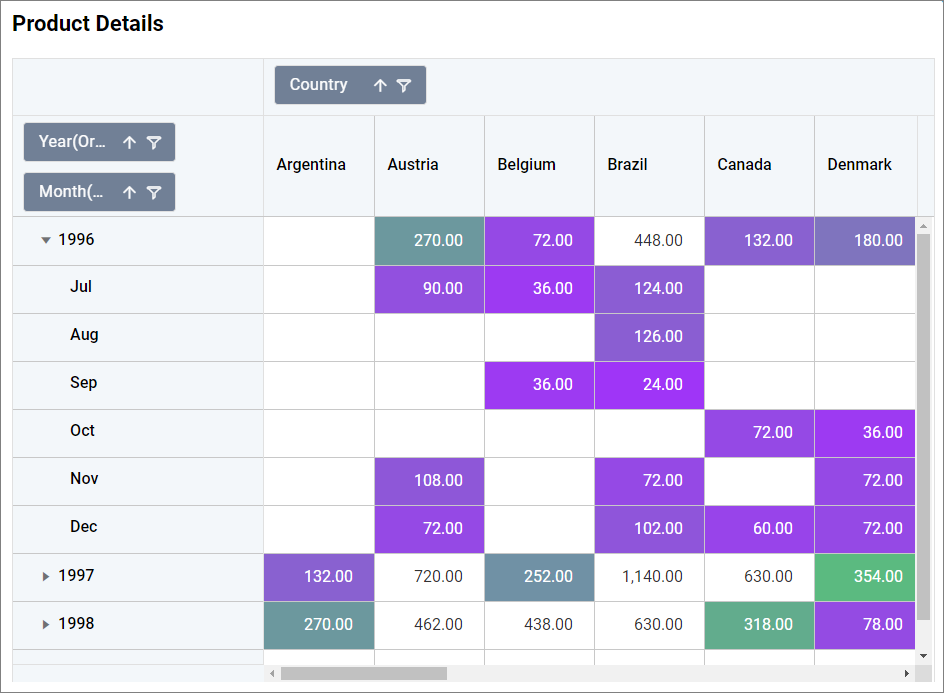 Product Details
Country
Year(Or...
Month(...
Argentina Austria Belgium Brazil Canada Denmark
1996 270.00 72.00 448.00 132.00 180.00
Jul 90.00 36.00 124.00
Aug 126.00
Sep 36.00 24.00
Oct 72.00 36.00
Nov 108.00 72.00 72.00
Dec 72.00 102.00 60.00 72.00
1997 132.00 720.00 252.00 1,140.00 630.00 354.00
1998 270.00 462.00 438.00 630.00 318.00 78.00